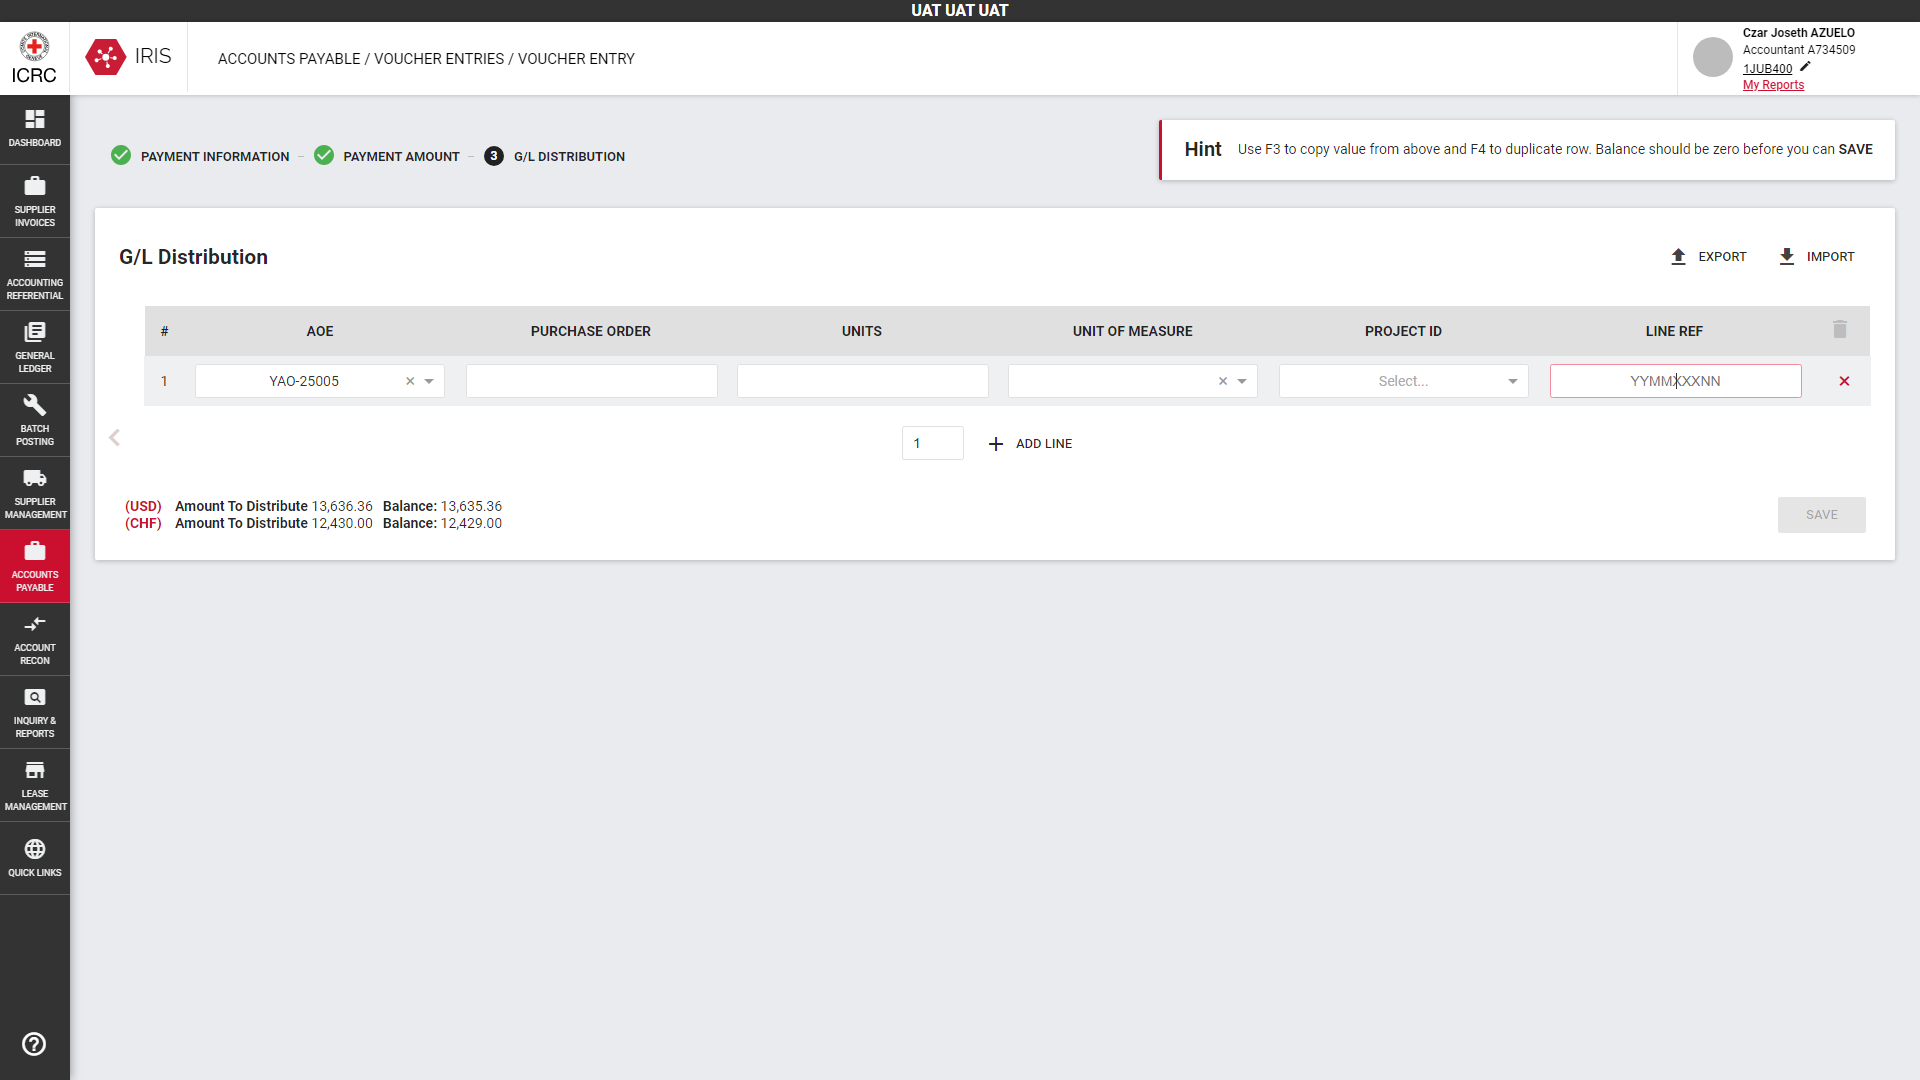 UAT UAT UAT
ICRC
IRIS
ACCOUNTS PAYABLE / VOUCHER ENTRIES / VOUCHER ENTRY
Czar Joseth AZUELO
Accountant A734509
1JUB400
My Reports
DASHBOARD
SUPPLIER
INVOICES
ACCOUNTING
REFERENTIAL
GENERAL
LEDGER
BATCH
POSTING
SUPPLIER
MANAGEMENT
ACCOUNTS
PAYABLE
ACCOUNT
RECON
INQUIRY &
REPORTS
LEASE
MANAGEMENT
QUICK LINKS
PAYMENT INFORMATION
PAYMENT AMOUNT
3 G/L DISTRIBUTION
Hint Use F3 to copy value from above and F4 to duplicate row. Balance should be zero before you can SAVE
G/L Distribution
EXPORT
IMPORT
# AOE PURCHASE ORDER UNITS UNIT OF MEASURE PROJECT ID LINE REF
1 YAO-25005 Select... YYMMXXXNN
1 ADD LINE
(USD) Amount To Distribute 13,636.36 Balance: 13,635.36
(CHF) Amount To Distribute 12,430.00 Balance: 12,429.00
SAVE